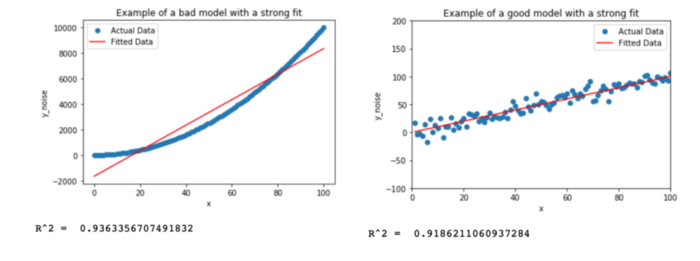 Example of a bad model with a strong fit
Actual Data
Fitted Data
10000
8000
6000
4000
2000
0
−2000
y_noise
0 20 40 60 80 100
x
R^2 = 0.9363356707491832
Example of a good model with a strong fit
Actual Data
Fitted Data
200
150
100
50
0
−50
−100
y_noise
0 20 40 60 80 100
x
R^2 = 0.9186211060937284